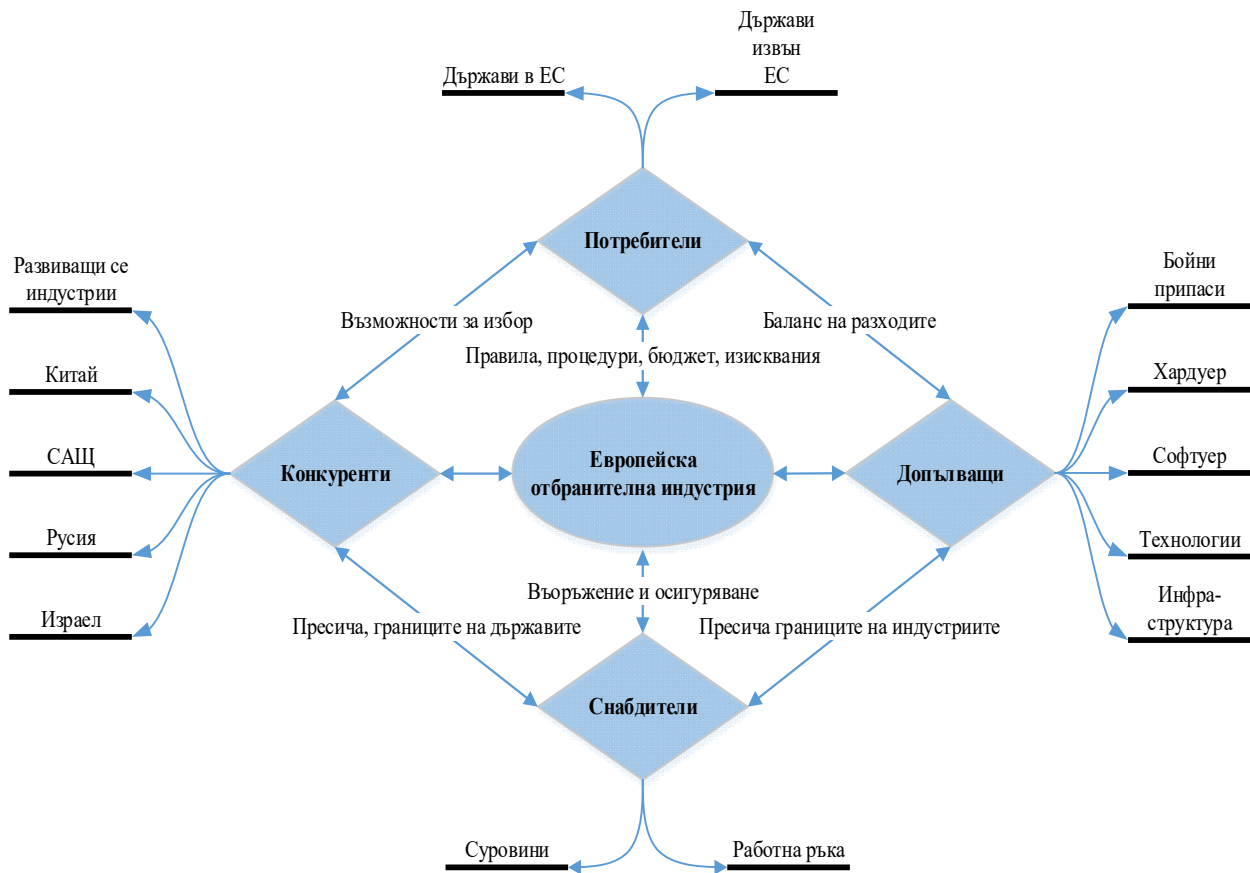 Държави
извън
ЕС
Държави в ЕС
Потребители
Развиващи се
индустрии
Бойни
припаси
Възможности за избор
Баланс на разходите
Правила, процедури, бюджет, изисквания
Китай
Хардуер
САЩ
Конкуренти
Европейска
отбранителна индустрия
Допълващи
Софтуер
Русия
Технологии
Въоръжение и осигуряване
Израел
Пресича, границите на държавите
Пресича границите на индустриите
Инфра-
структура
Снабдители
Суровини
Работна ръка